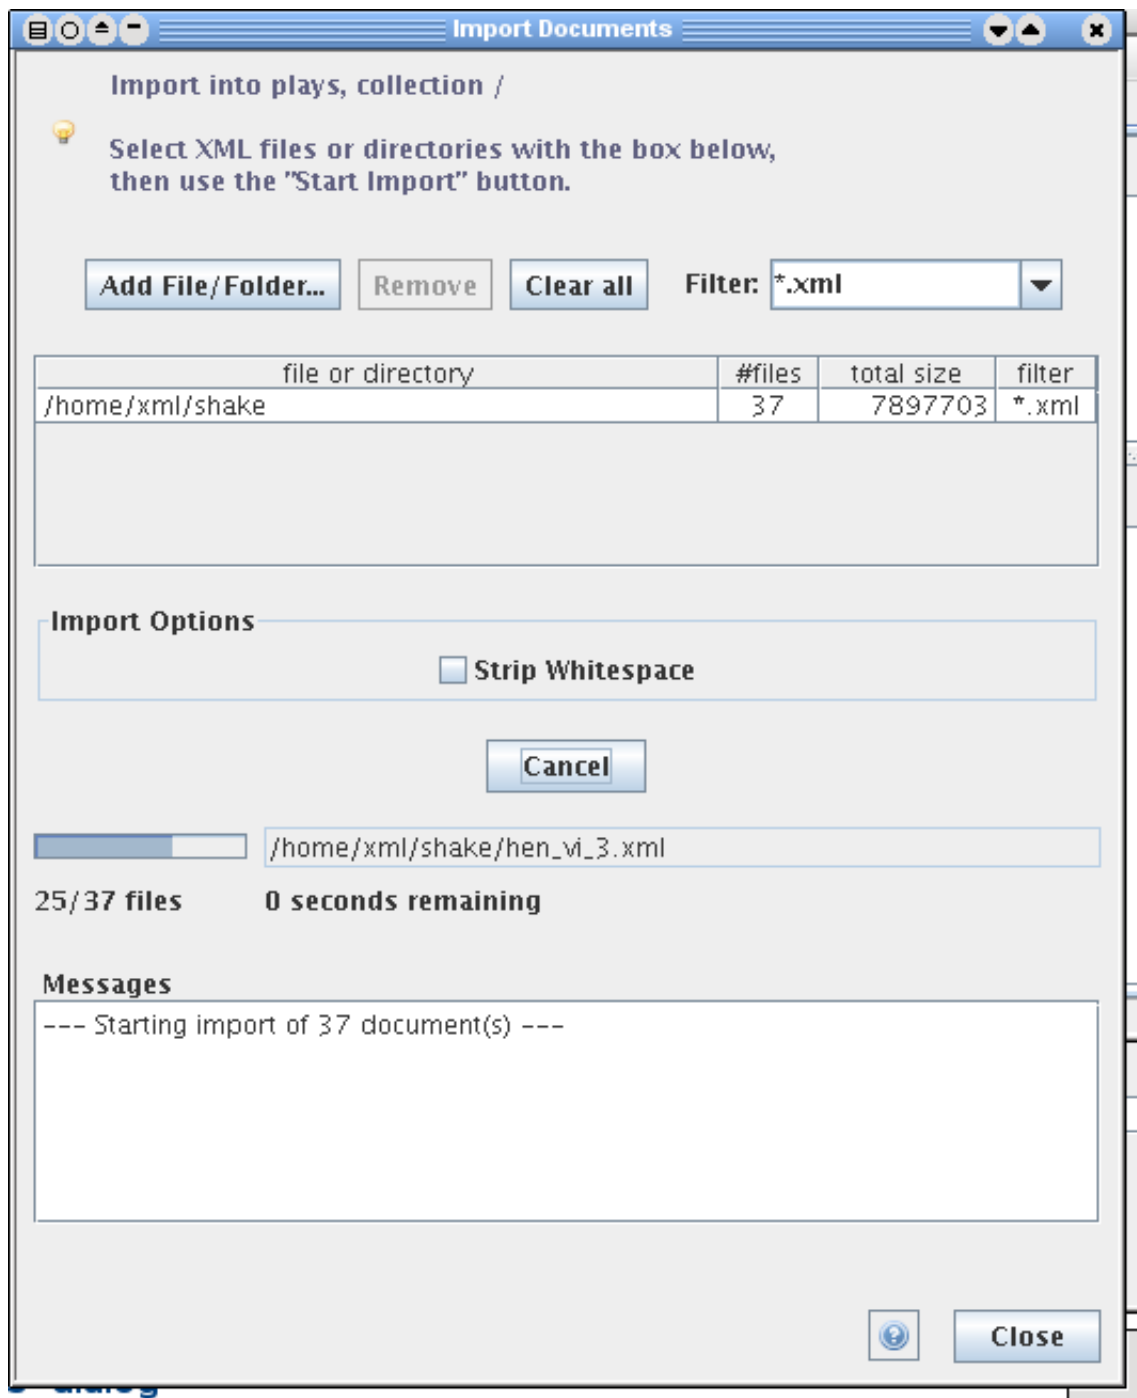 Import Documents
Import into plays, collection /
Select XML files or directories with the box below,
then use the "Start Import" button.
Add File/Folder... Remove Clear all Filter: *.xml
file or directory #files total size filter
/home/xml/shake 37 7897703 *.xml
Import Options
Strip Whitespace
Cancel
/home/xml/shake/hen_vi_3.xml
25/37 files 0 seconds remaining
Messages
--- Starting import of 37 document(s) ---
Close